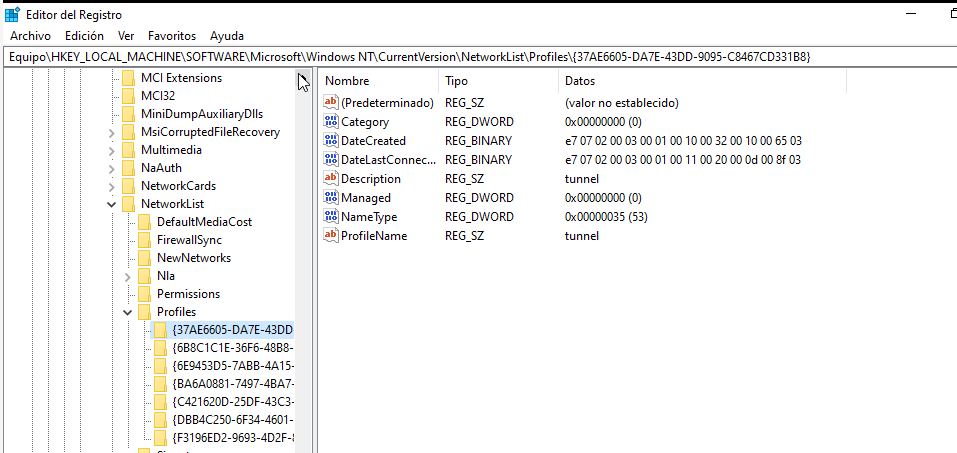 Editor del Registro
Archivo Edición Ver Favoritos Ayuda
Equipo\HKEY_LOCAL_MACHINE\SOFTWARE\Microsoft\Windows NT\CurrentVersion\NetworkList\Profiles\{37AE6605-DA7E-43DD-9095-C8467CD331B8}
MCI Extensions
MCI32
MiniDumpAuxiliaryDlls
MsiCorruptedFileRecovery
Multimedia
NaAuth
NetworkCards
NetworkList
DefaultMediaCost
FirewallSync
NewNetworks
Nla
Permissions
Profiles
{37AE6605-DA7E-43DD
{6B8C1C1E-36F6-48B8-
{6E9453D5-7ABB-4A15-
{BA6A0881-7497-4BA7-
{C421620D-25DF-43C3-
{DBB4C250-6F34-4601-
{F3196ED2-9693-4D2F-
Nombre Tipo Datos
(Predeterminado) REG_SZ (valor no establecido)
Category REG_DWORD 0x00000000 (0)
DateCreated REG_BINARY e7 07 02 00 03 00 01 00 10 00 32 00 10 00 65 03
DateLastConnec... REG_BINARY e7 07 02 00 03 00 01 00 11 00 20 00 0d 00 8f 03
Description REG_SZ tunnel
Managed REG_DWORD 0x00000000 (0)
NameType REG_DWORD 0x00000035 (53)
ProfileName REG_SZ tunnel